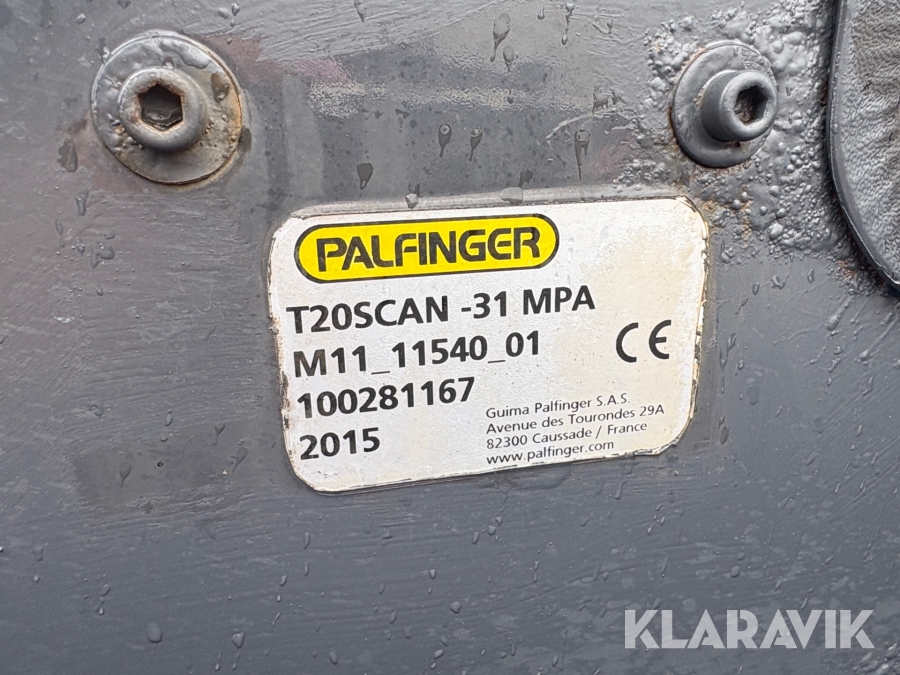 PALFINGER
T20SCAN -31 MPA
M11_11540_01
100281167
2015
CE
Guima Palfinger S.A.S.
Avenue des Tourondes 29A
82300 Caussade / France
www.palfinger.com
KLARAVIK